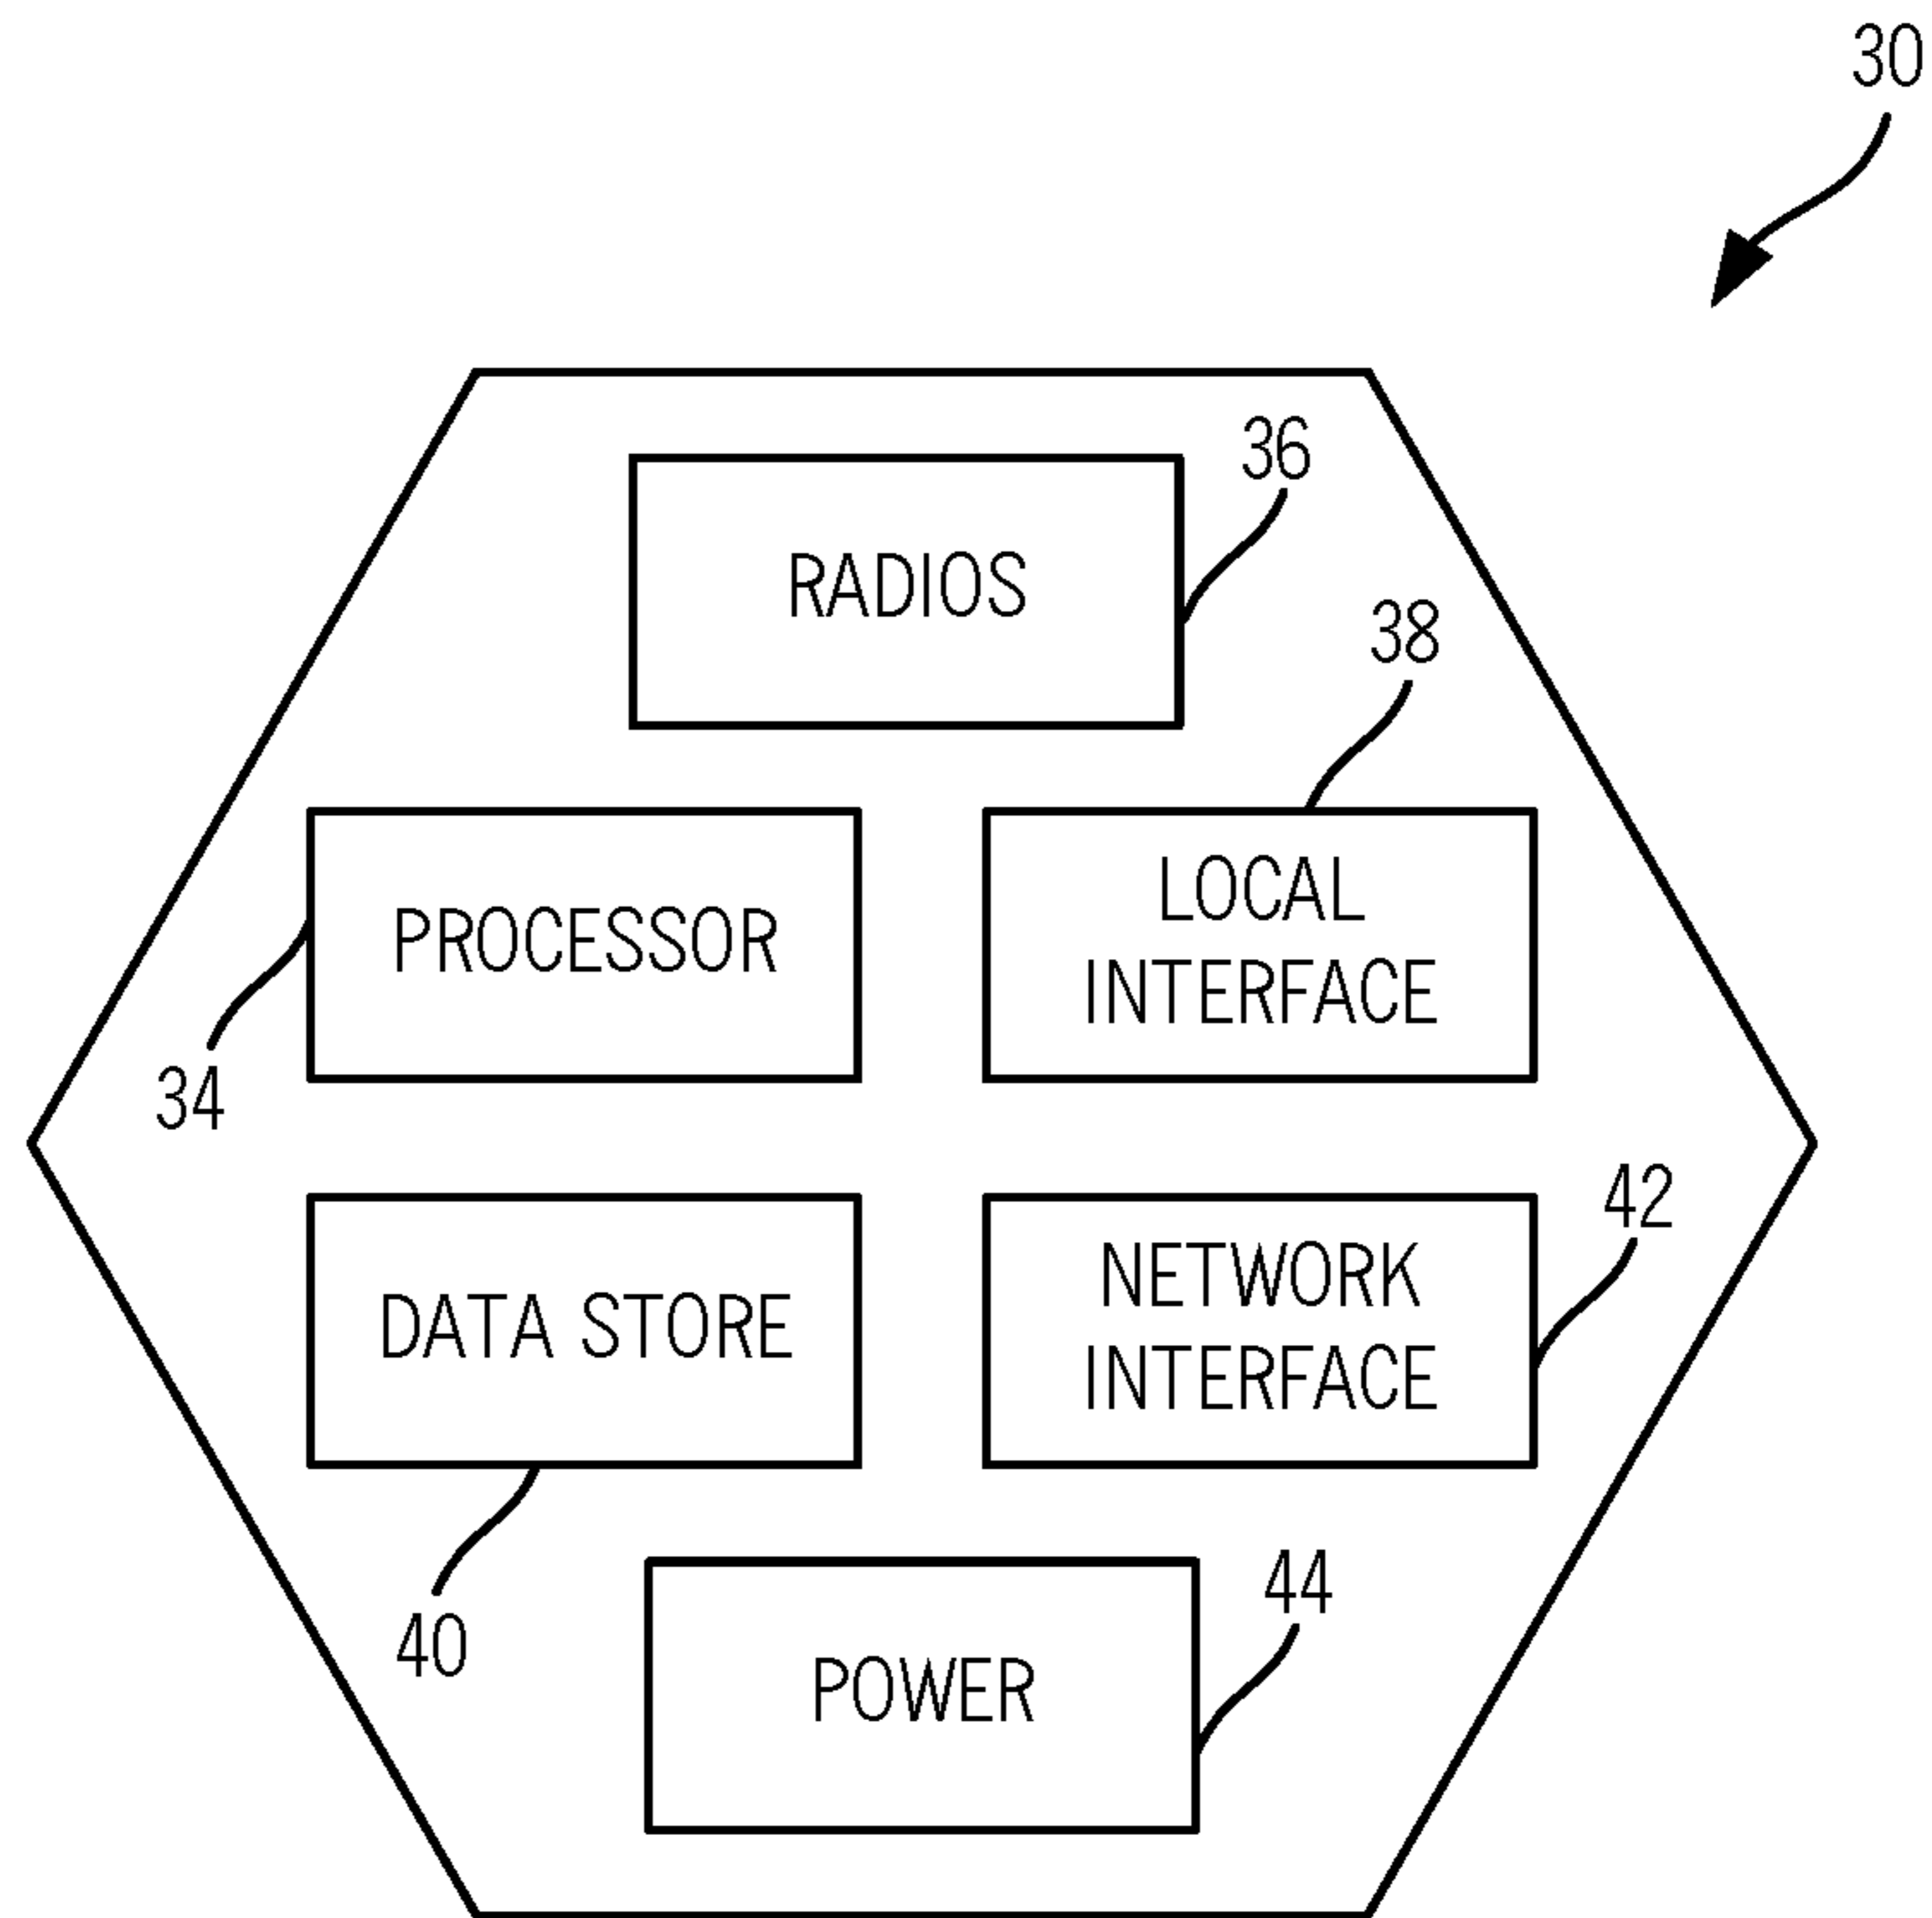 30
36
RADIOS
38
PROCESSOR
LOCAL
INTERFACE
34
42
DATA STORE
NETWORK
INTERFACE
40
44
POWER